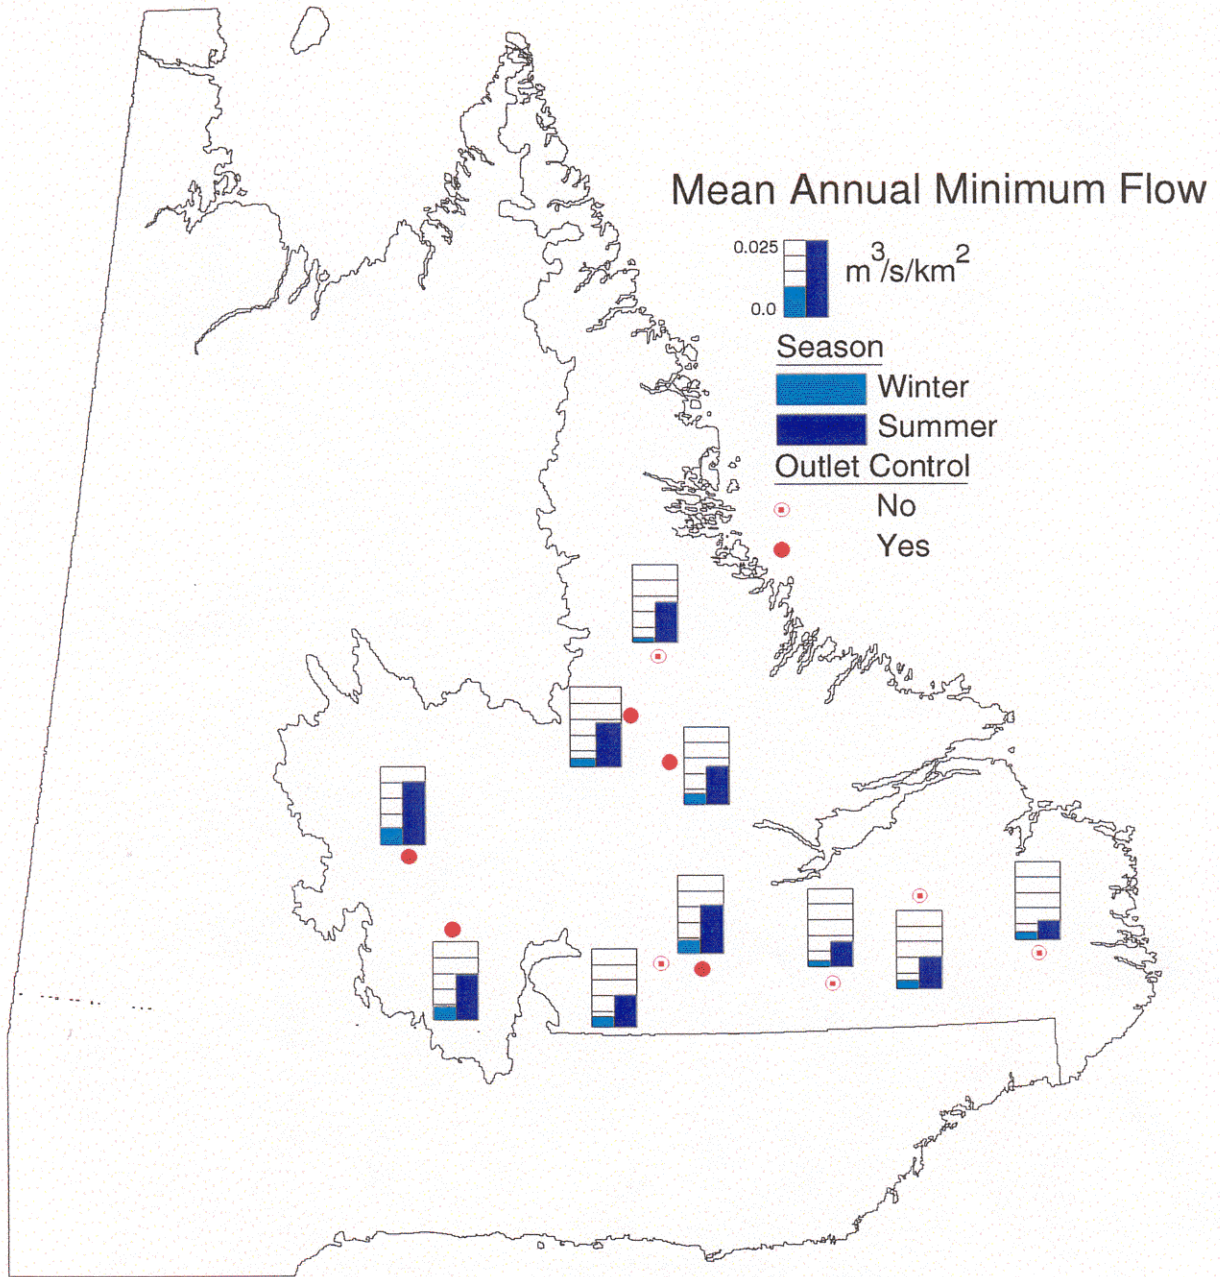 Mean Annual Minimum Flow
0.025
m³/s/km²
0.0
Season
Winter
Summer
Outlet Control
No
Yes